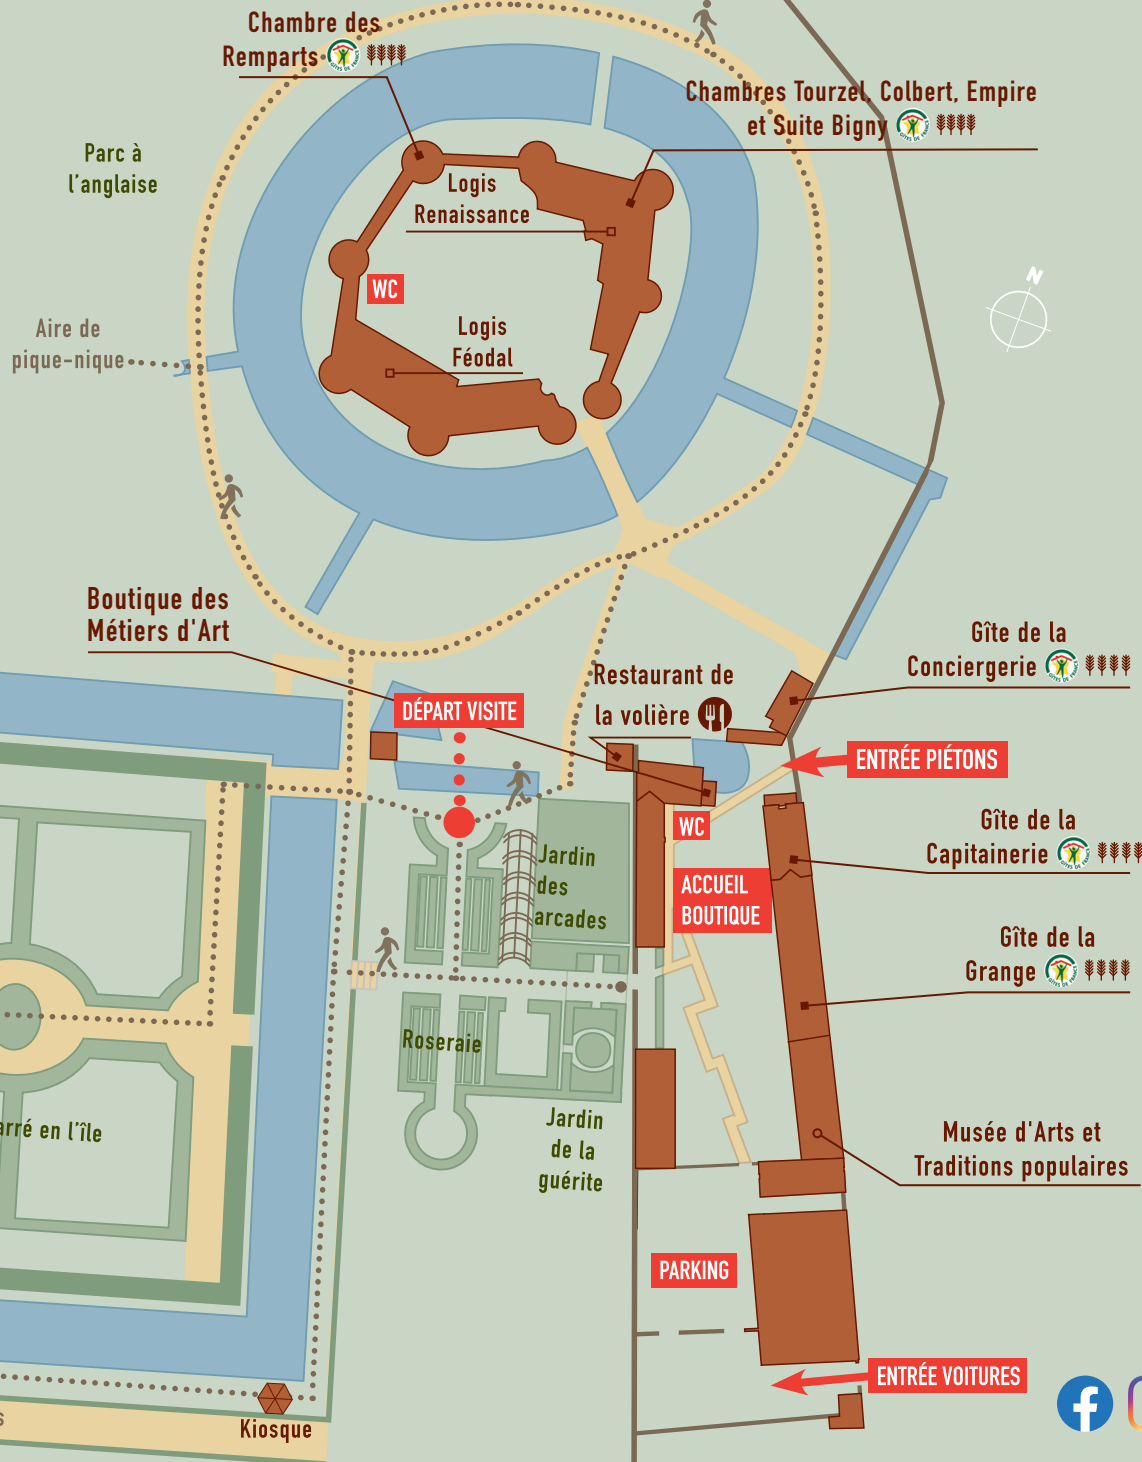 Chambre des
Remparts
Chambres Tourzel, Colbert, Empire
et Suite Bigny
Parc à
l'anglaise
Logis
Renaissance
WC
N
Aire de
pique-nique
Logis
Féodal
Boutique des
Métiers d'Art
Gîte de la
Conciergerie
Restaurant de
la volière
DÉPART VISITE
ENTRÉE PIÉTONS
WC
Gîte de la
Capitainerie
Jardin
des
arcades
ACCUEIL
BOUTIQUE
Gîte de la
Grange
Roseraie
Jardin
de la
guérite
arré en l'île
Musée d'Arts et
Traditions populaires
PARKING
ENTRÉE VOITURES
Kiosque
s